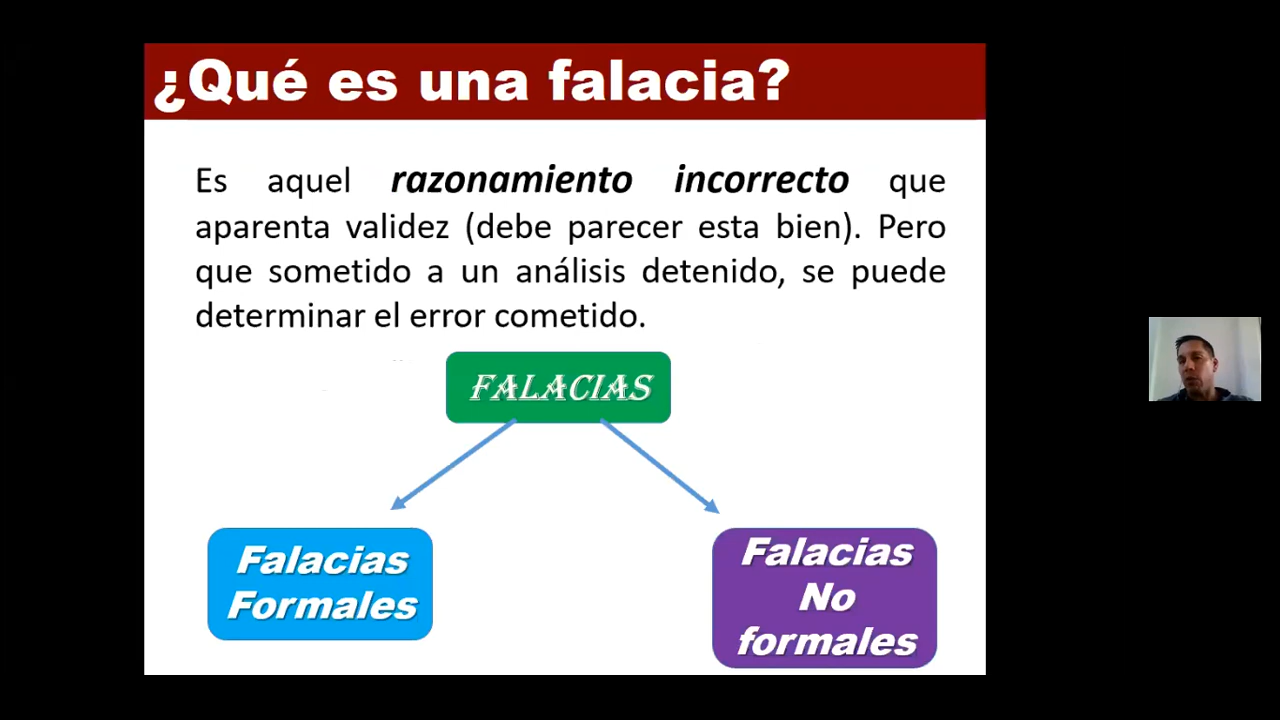 ¿Qué es una falacia?
Es aquel razonamiento incorrecto que
aparenta validez (debe parecer esta bien). Pero
que sometido a un análisis detenido, se puede
determinar el error cometido.
FALACIAS
Falacias
Formales
Falacias
No
formales